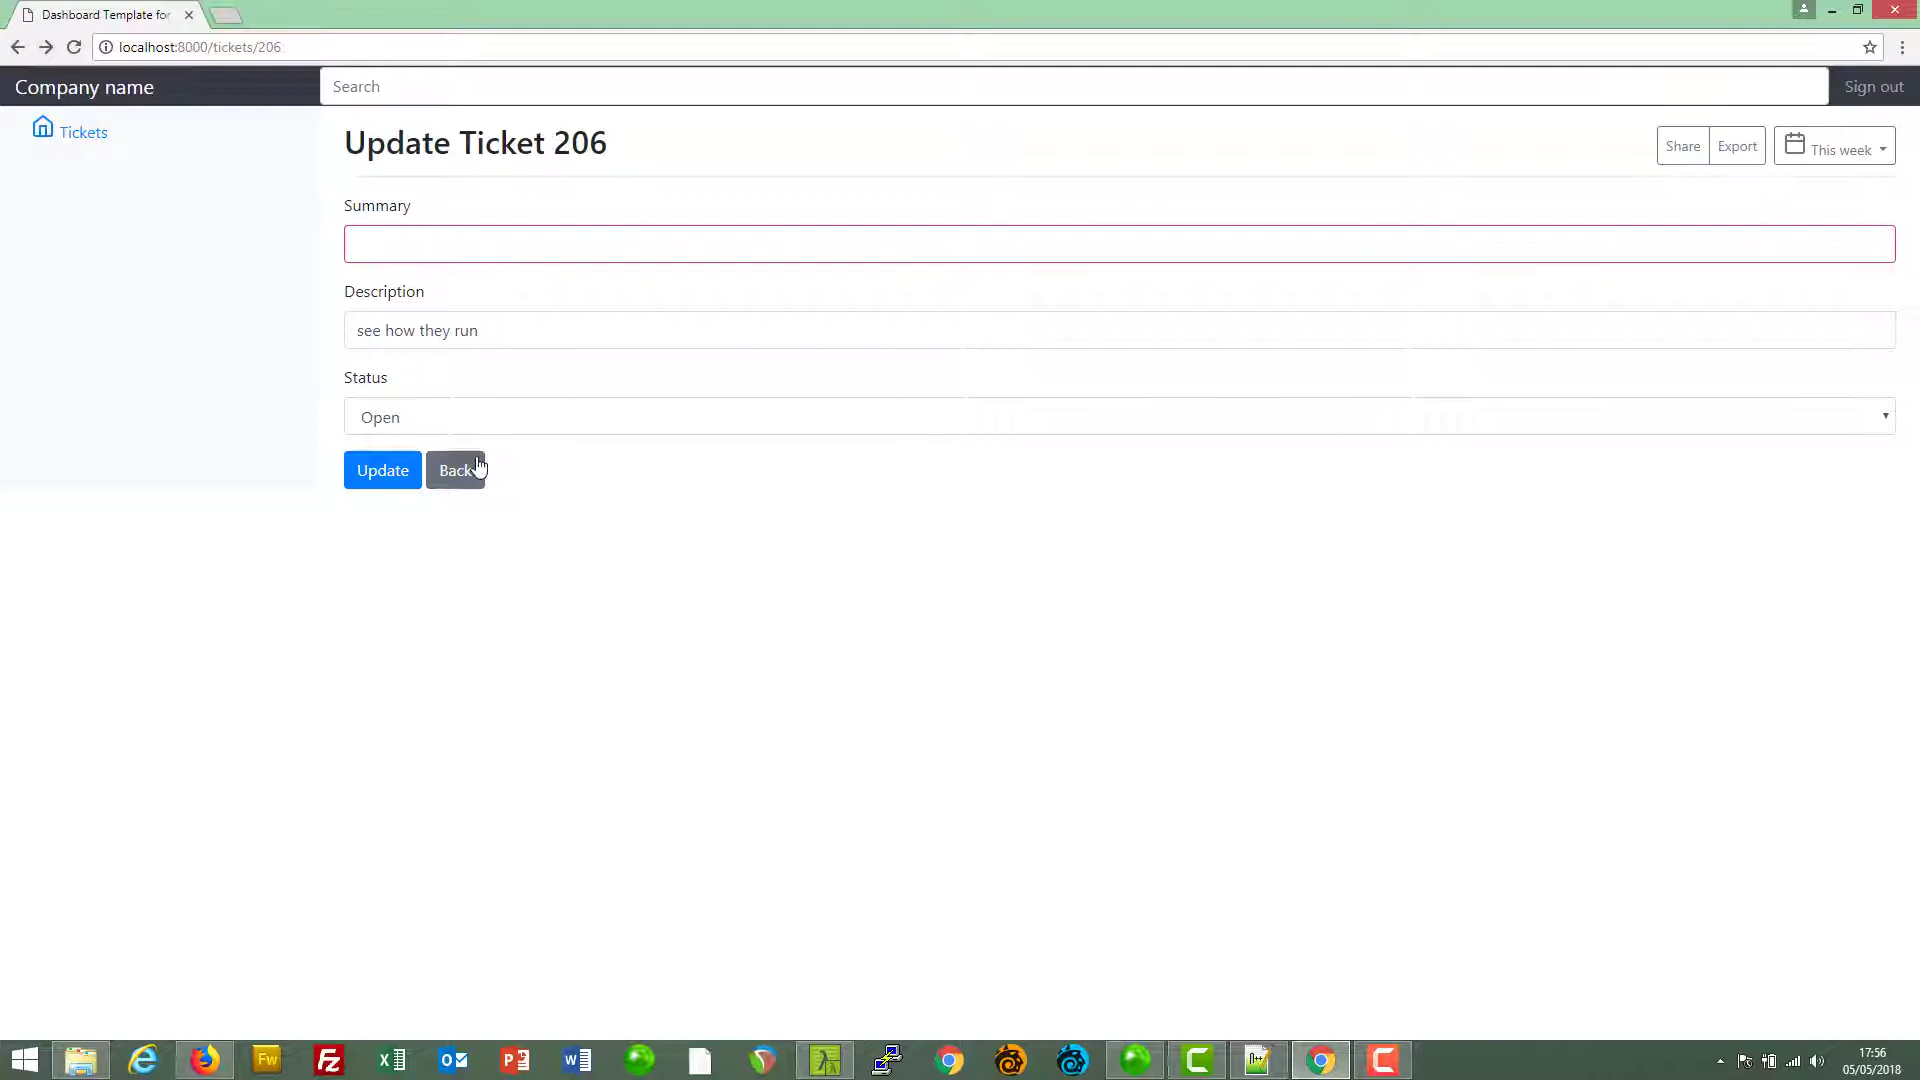 Dashboard Template for
localhost:8000/tickets/206
Company name
Search
Sign out
Tickets
Update Ticket 206
Share
Export
This week
Summary
Description
see how they run
Status
Open
Update
Back
17:56
05/05/2018